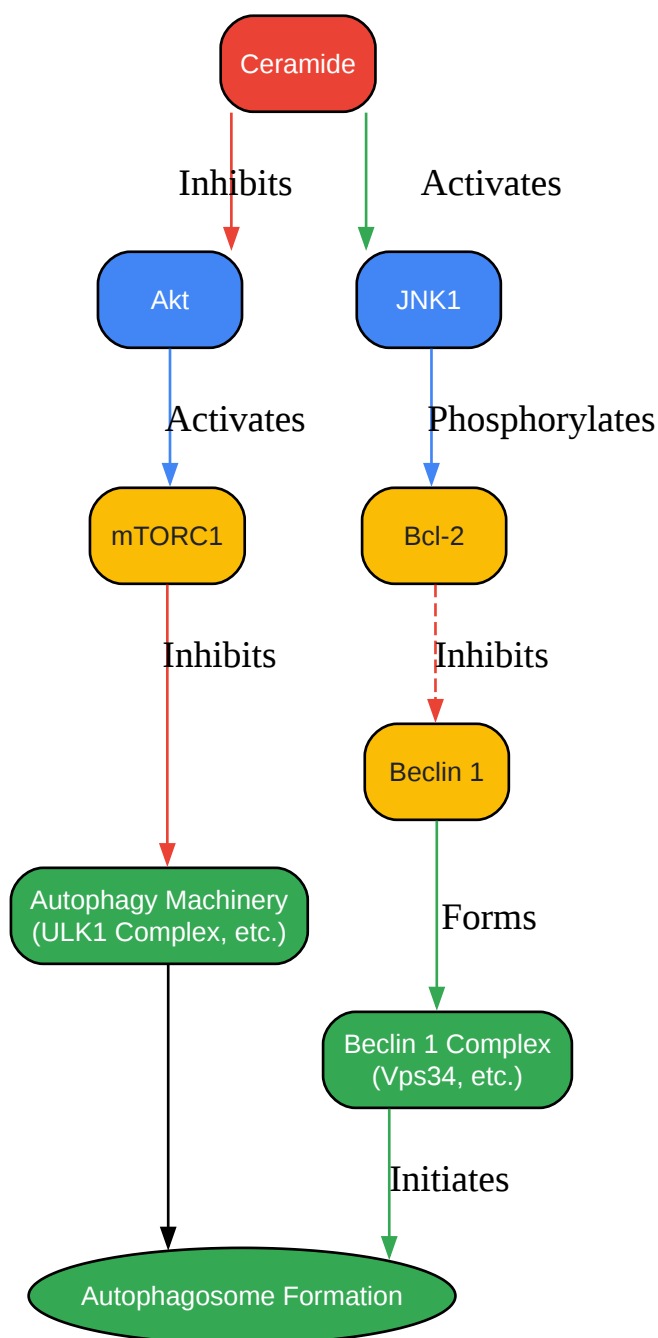 Ceramide
Inhibits
Activates
Akt
JNK1
Activates
Phosphorylates
mTORC1
Bcl-2
Inhibits
Inhibits
Beclin 1
Autophagy Machinery
(ULK1 Complex, etc.)
Forms
Beclin 1 Complex
(Vps34, etc.)
Initiates
Autophagosome Formation